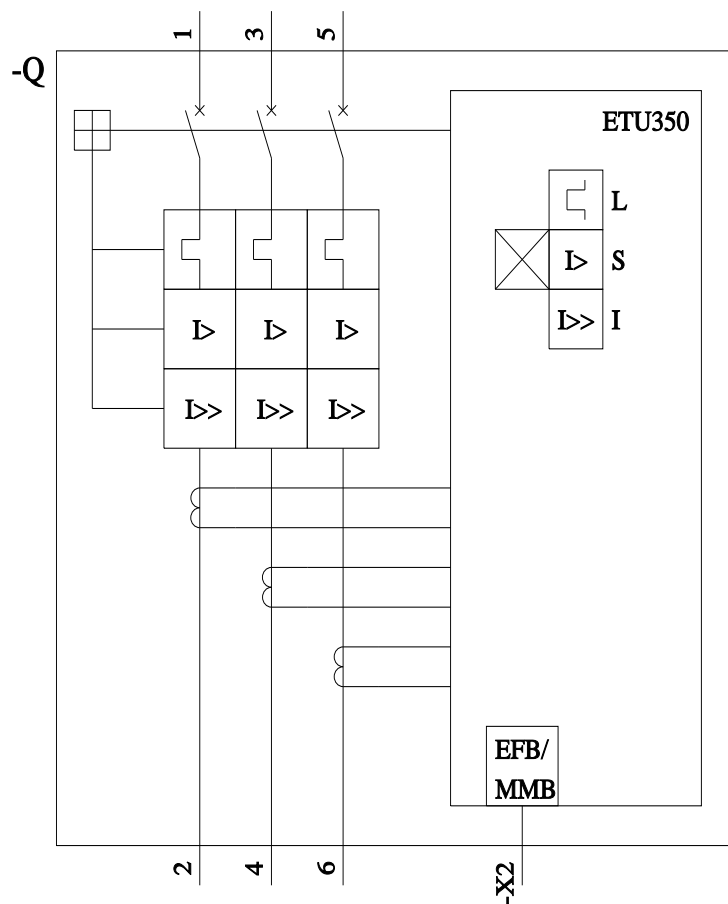 1 3 5
-Q
ETU350
L
I> S
I> I> I> I>> I
I>> I>> I>>
EFB/
MMB
2 4 6 -X2